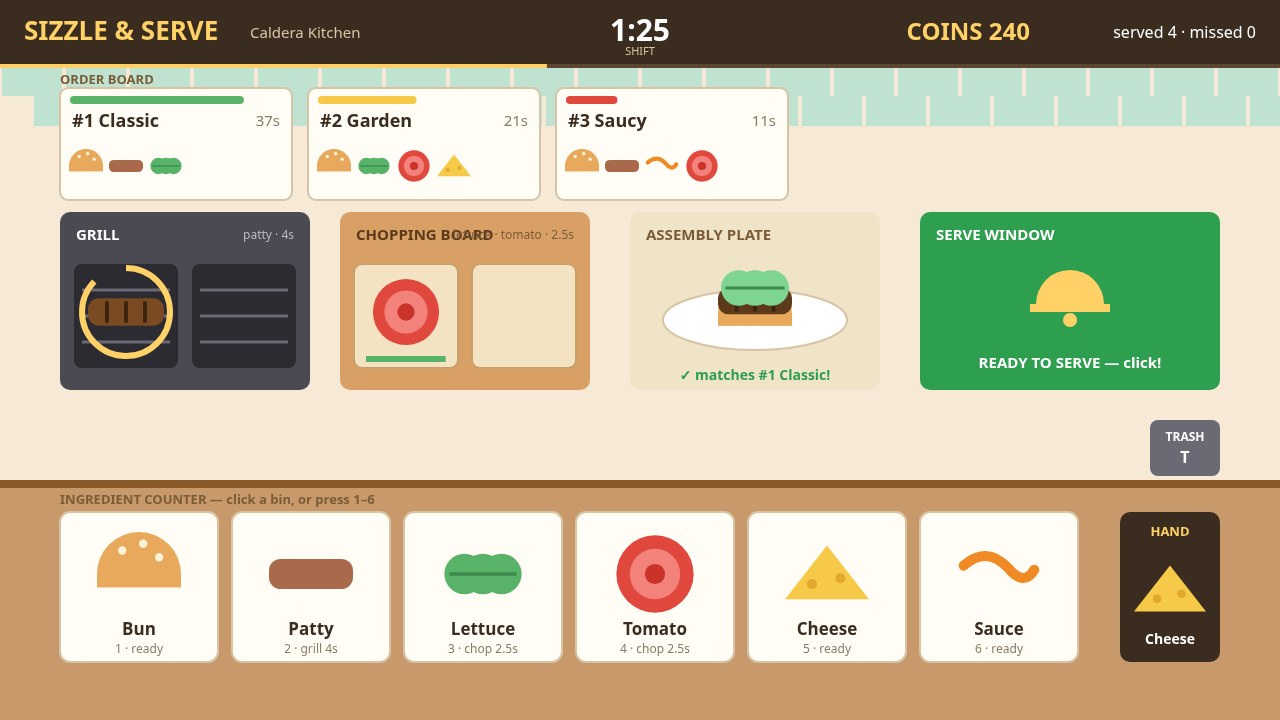 SIZZLE & SERVE
Caldera Kitchen
1:25
SHIFT
COINS 240
served 4 · missed 0
ORDER BOARD
#1 Classic
37s
#2 Garden
21s
#3 Saucy
11s
GRILL
patty · 4s
CHOPPING BOARD
· tomato · 2.5s
ASSEMBLY PLATE
✓ matches #1 Classic!
SERVE WINDOW
READY TO SERVE — click!
TRASH
T
INGREDIENT COUNTER — click a bin, or press 1–6
Bun
1 · ready
Patty
2 · grill 4s
Lettuce
3 · chop 2.5s
Tomato
4 · chop 2.5s
Cheese
5 · ready
Sauce
6 · ready
HAND
Cheese